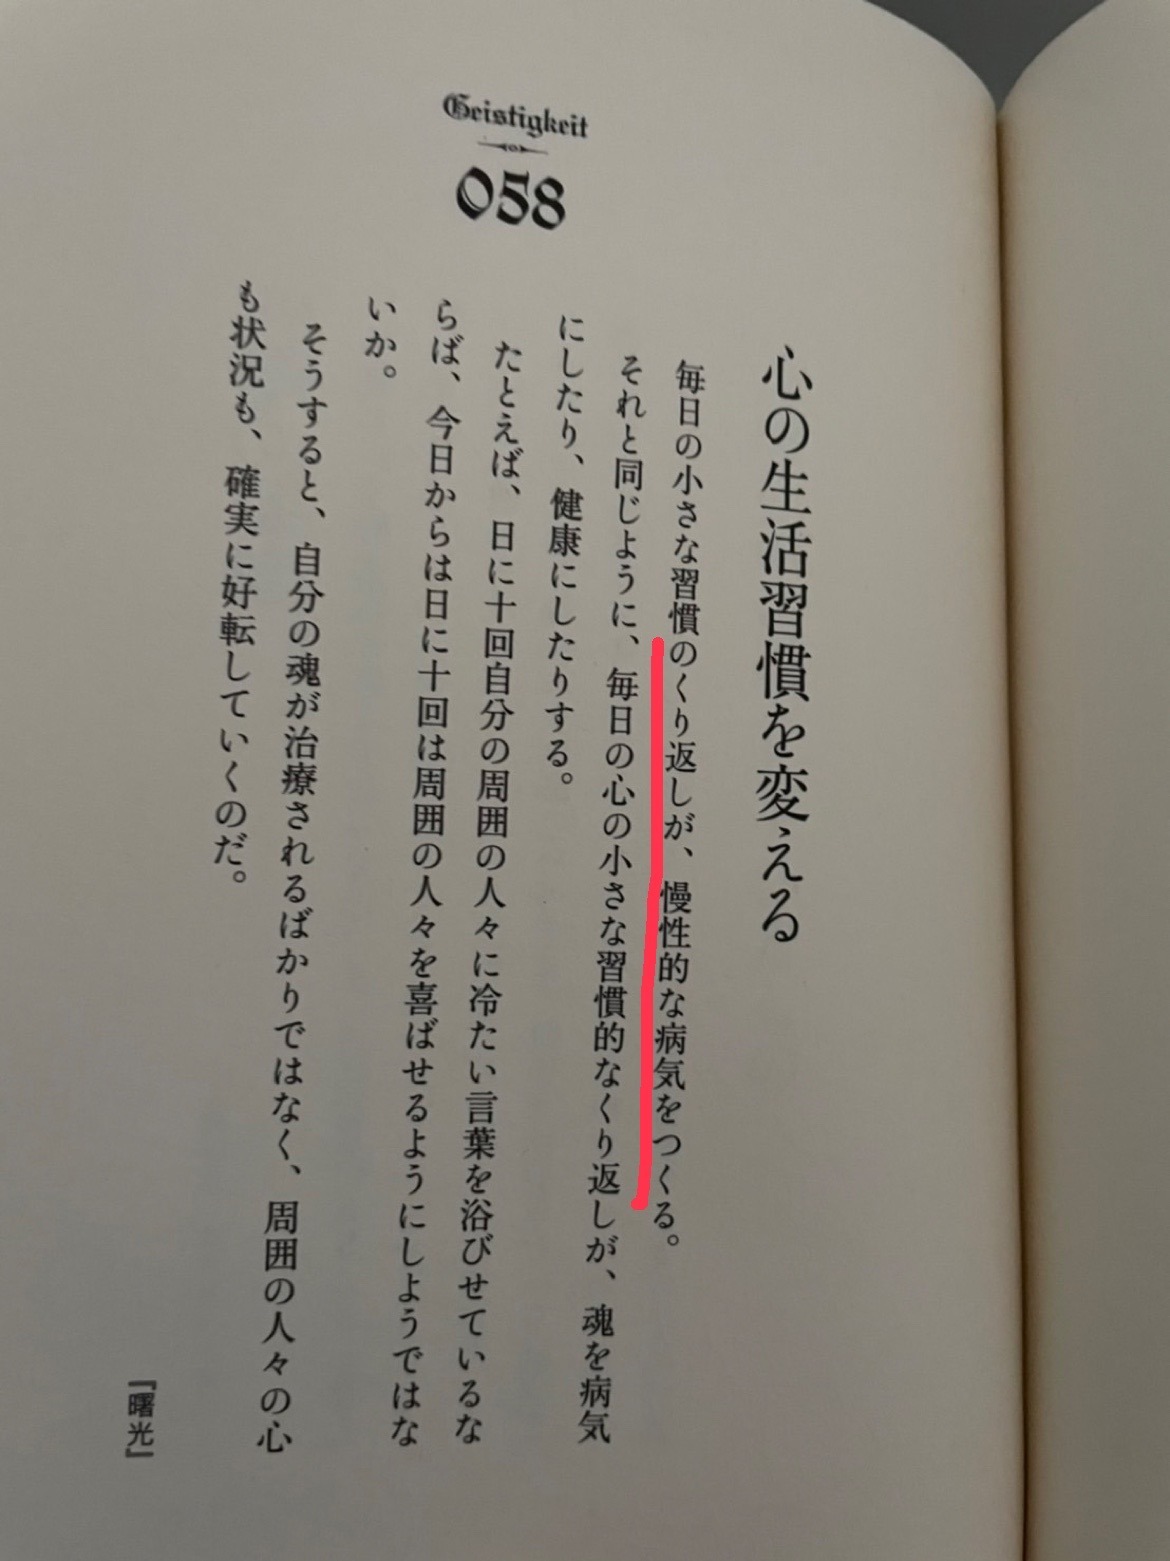 Geistigkeit
058
心の生活習慣を変える
毎日の小さな習慣のくり返しが、慢性的な病気をつくる。
それと同じように、毎日の心の小さな習慣的なくり返しが、魂を病気
にしたり、健康にしたりする。
たとえば、日に十回自分の周囲の人々に冷たい言葉を浴びせているな
らば、今日からは日に十回は周囲の人々を喜ばせるようにしようではな
いか。
そうすると、自分の魂が治療されるばかりではなく、周囲の人々の心
も状況も、確実に好転していくのだ。
『曙光』